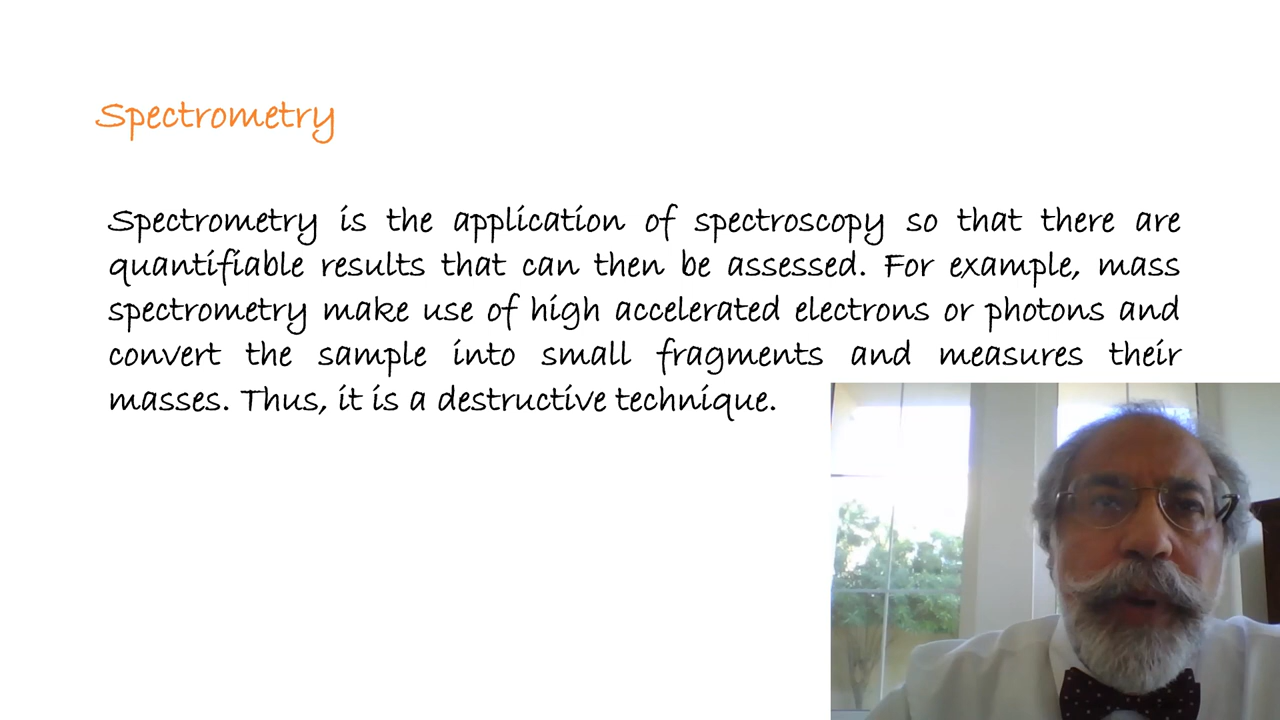 Spectrometry
Spectrometry is the application of spectroscopy so that there are
quantifiable results that can then be assessed. For example, mass
spectrometry make use of high accelerated electrons or photons and
convert the sample into small fragments and measures their
masses. Thus, it is a destructive technique.